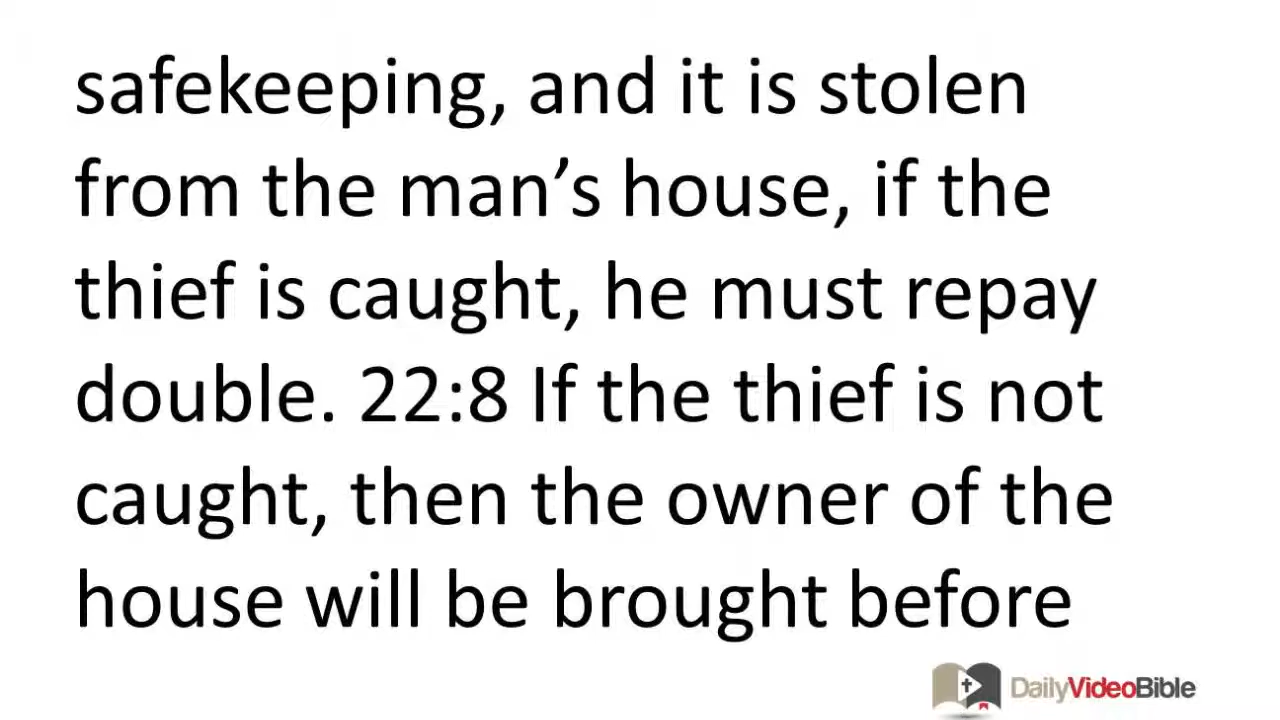 safekeeping, and it is stolen
from the man’s house, if the
thief is caught, he must repay
double. 22:8 If the thief is not
caught, then the owner of the
house will be brought before
DailyVideoBible